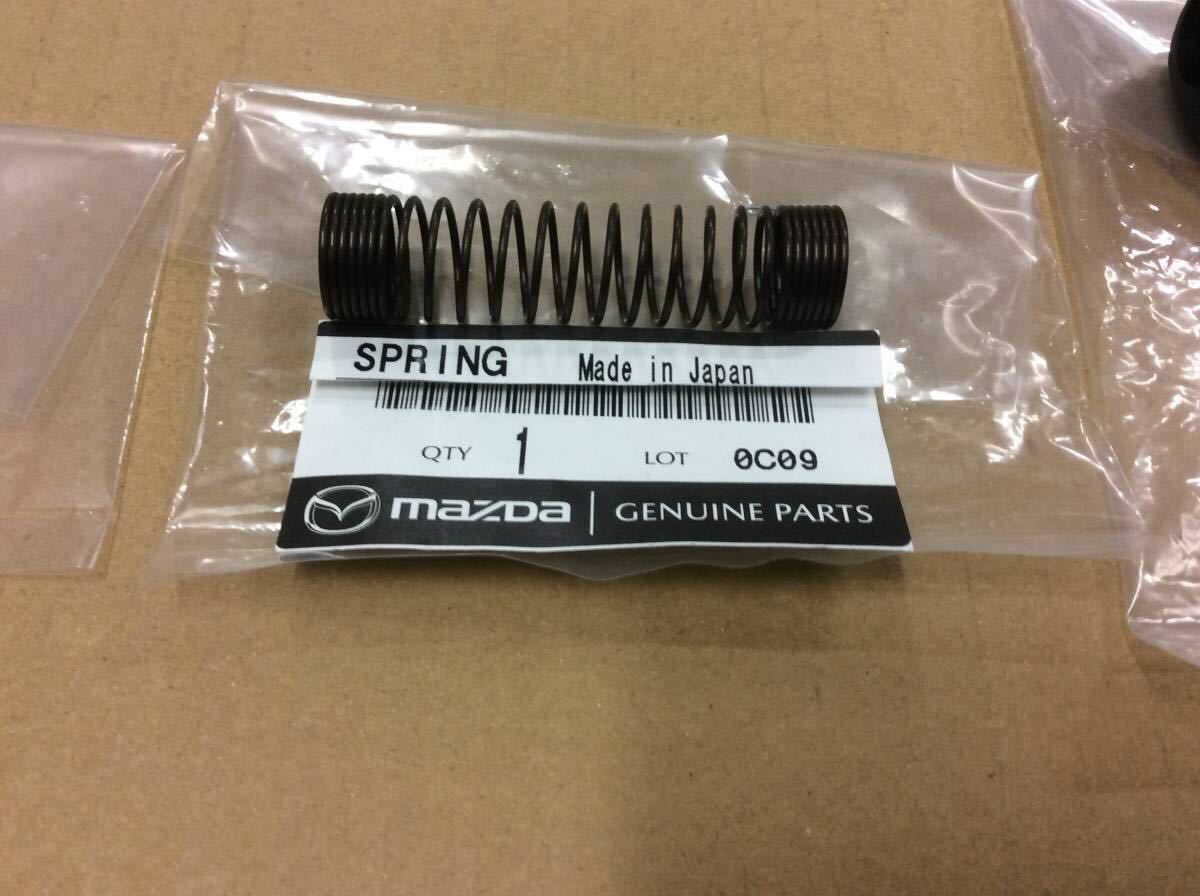 SPRING Made in Japan
QTY 1 LOT 0C09
mazda GENUINE PARTS